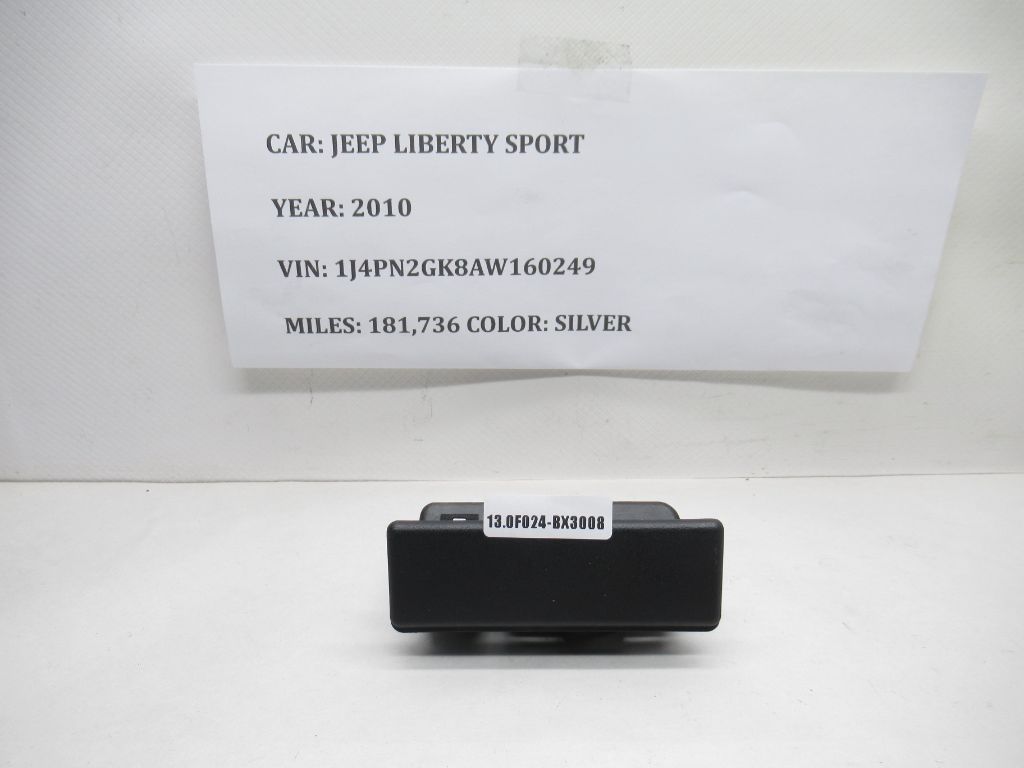 CAR: JEEP LIBERTY SPORT
YEAR: 2010
VIN: 1J4PN2GK8AW160249
MILES: 181,736 COLOR: SILVER
13.0F024-BX3008